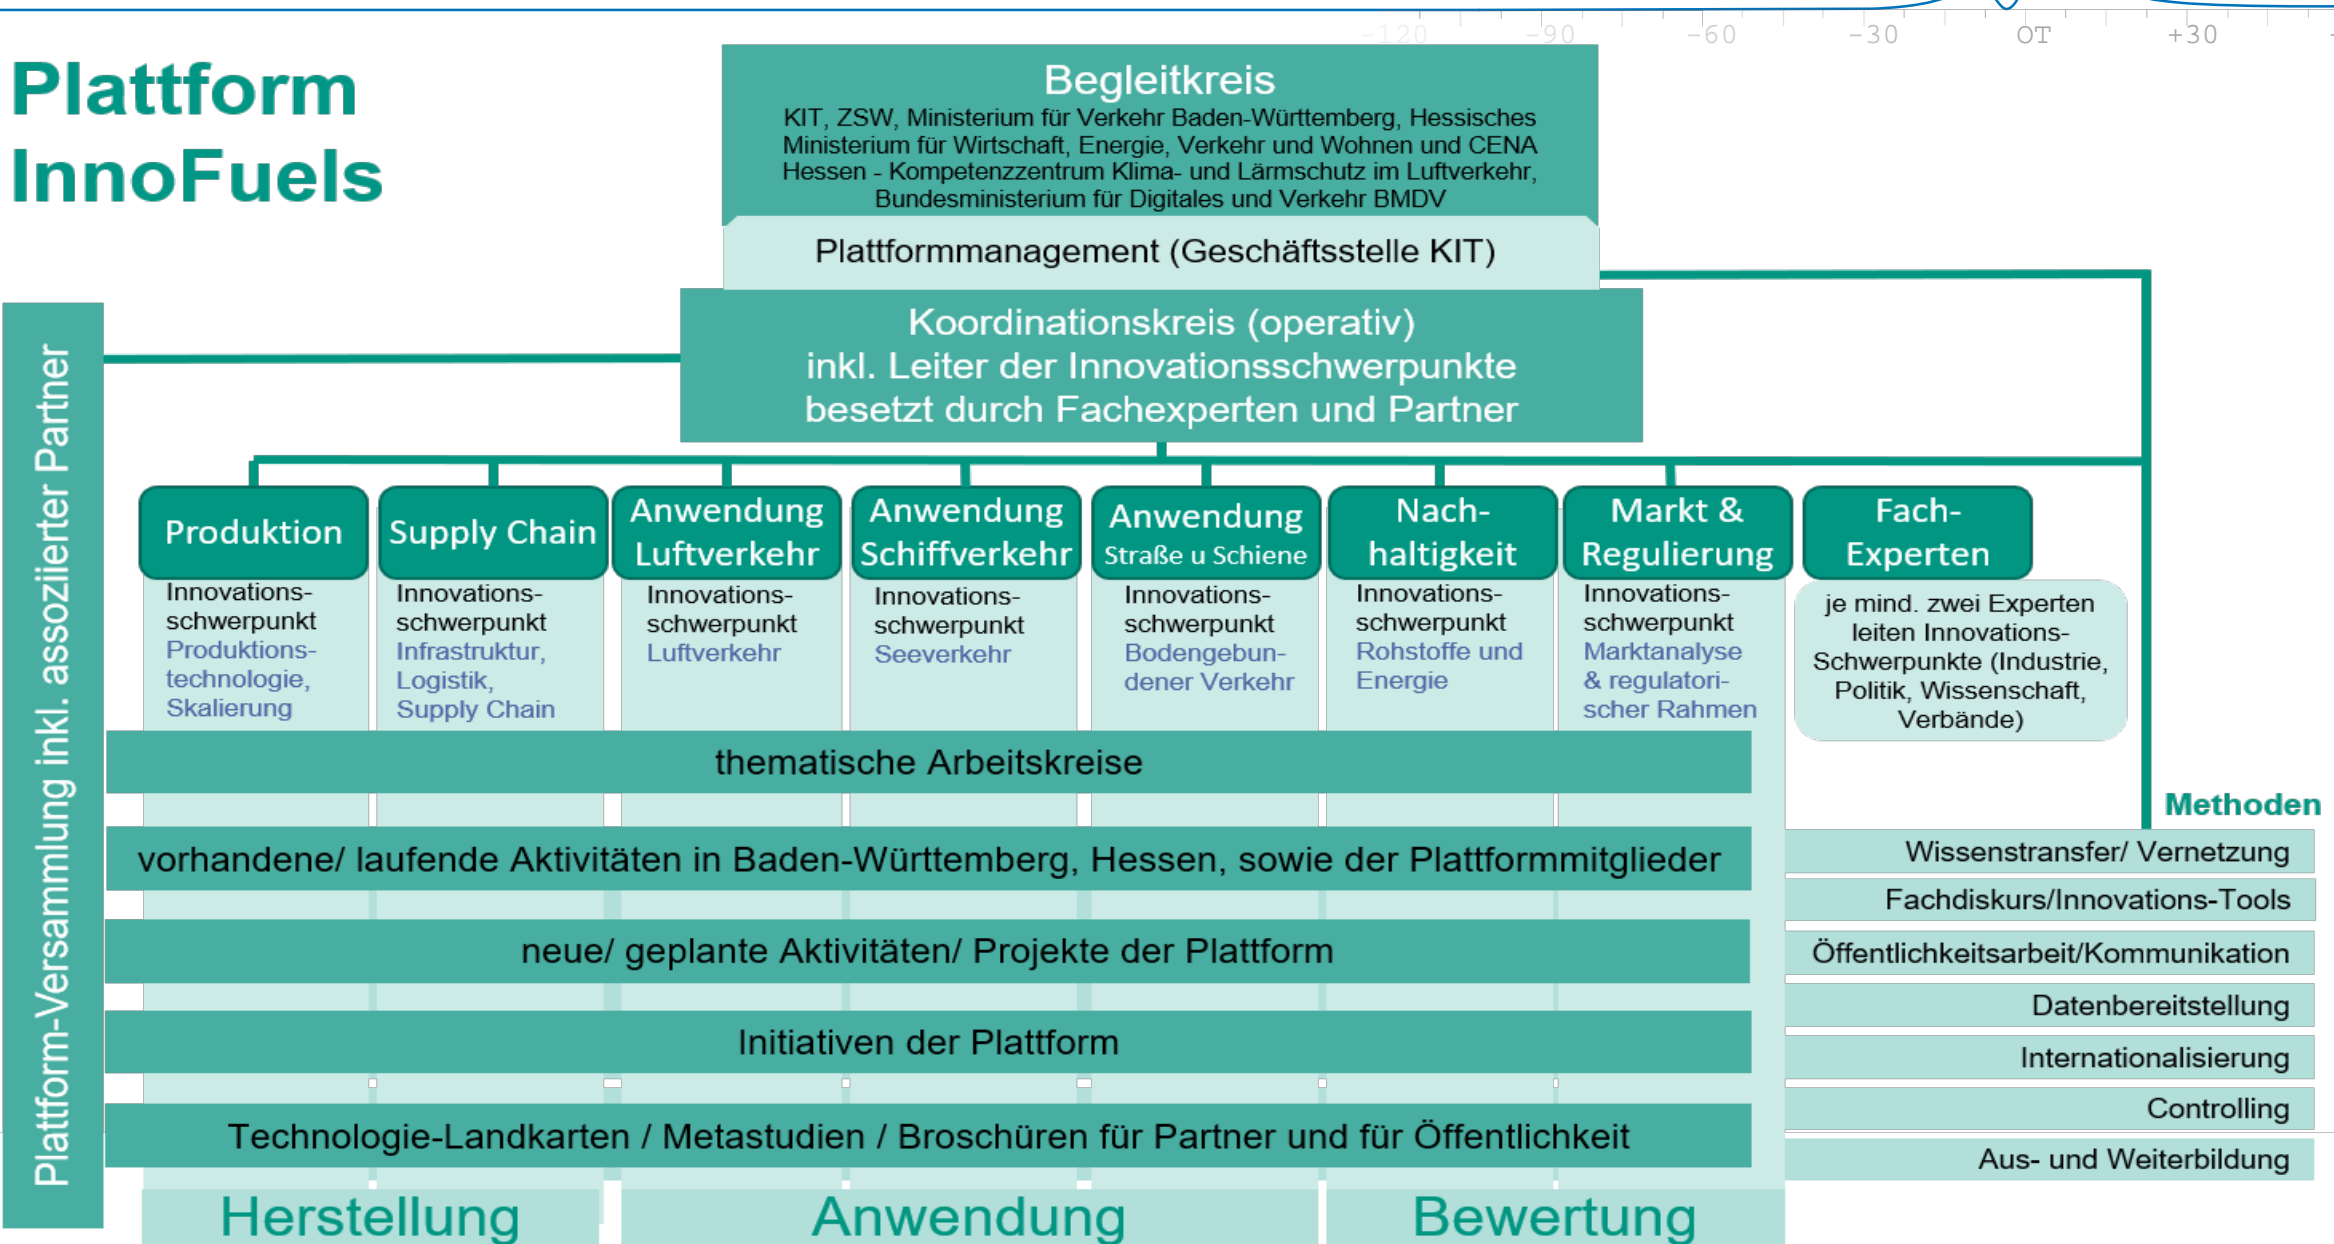 -120 -90 -60 -30 OT +30
Plattform
InnoFuels
Begleitkreis
KIT, ZSW, Ministerium für Verkehr Baden-Württemberg, Hessisches
Ministerium für Wirtschaft, Energie, Verkehr und Wohnen und CENA
Hessen - Kompetenzzentrum Klima- und Lärmschutz im Luftverkehr,
Bundesministerium für Digitales und Verkehr BMDV
Plattformmanagement (Geschäftsstelle KIT)
Koordinationskreis (operativ)
inkl. Leiter der Innovationsschwerpunkte
besetzt durch Fachexperten und Partner
Plattform-Versammlung inkl. assoziierter Partner
Produktion
Innovations-
schwerpunkt
Produktions-
technologie,
Skalierung
Supply Chain
Innovations-
schwerpunkt
Infrastruktur,
Logistik,
Supply Chain
Anwendung
Luftverkehr
Innovations-
schwerpunkt
Luftverkehr
Anwendung
Schiffverkehr
Innovations-
schwerpunkt
Seeverkehr
Anwendung
Straße u Schiene
Innovations-
schwerpunkt
Bodengebun-
dener Verkehr
Nach-
haltigkeit
Innovations-
schwerpunkt
Rohstoffe und
Energie
Markt &
Regulierung
Innovations-
schwerpunkt
Marktanalyse
& regulatori-
scher Rahmen
Fach-
Experten
je mind. zwei Experten
leiten Innovations-
Schwerpunkte (Industrie,
Politik, Wissenschaft,
Verbände)
thematische Arbeitskreise
vorhandene/ laufende Aktivitäten in Baden-Württemberg, Hessen, sowie der Plattformmitglieder
neue/ geplante Aktivitäten/ Projekte der Plattform
Initiativen der Plattform
Technologie-Landkarten / Metastudien / Broschüren für Partner und für Öffentlichkeit
Methoden
Wissenstransfer/ Vernetzung
Fachdiskurs/Innovations-Tools
Öffentlichkeitsarbeit/Kommunikation
Datenbereitstellung
Internationalisierung
Controlling
Aus- und Weiterbildung
Herstellung
Anwendung
Bewertung